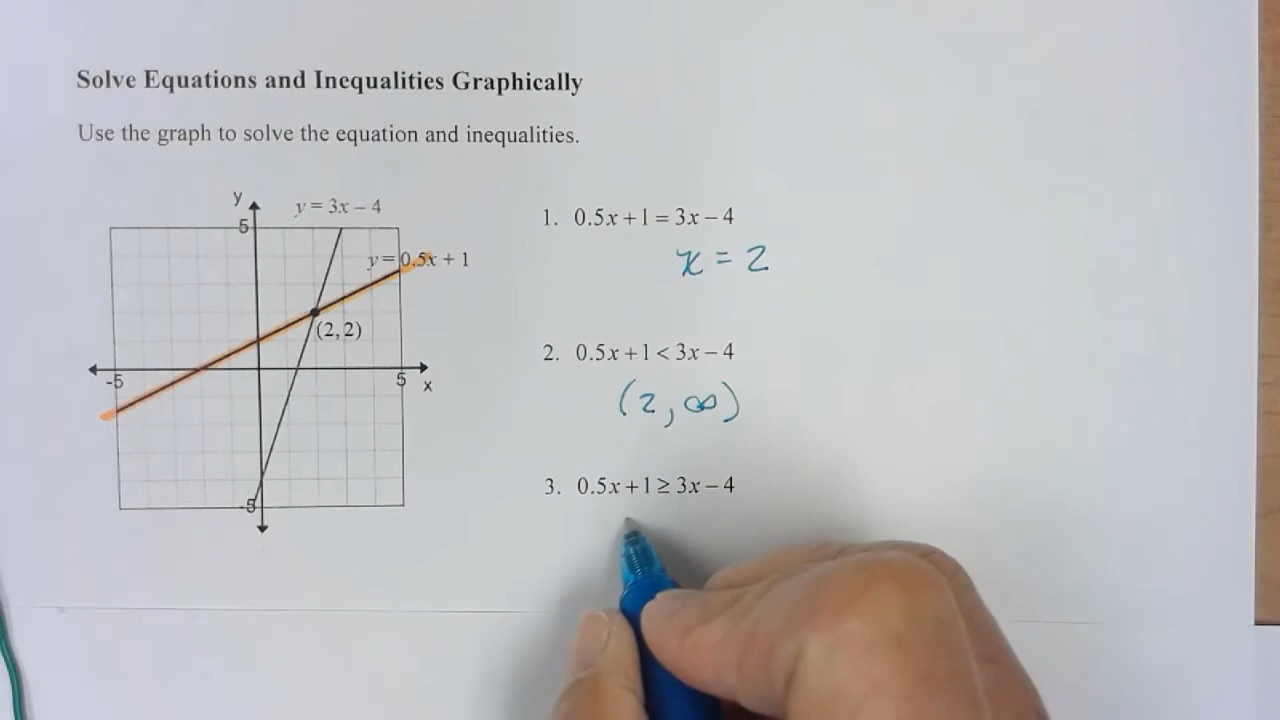 Solve Equations and Inequalities Graphically
Use the graph to solve the equation and inequalities.
y
y = 3x – 4
5
y = 0.5x + 1
(2, 2)
-5
5
x
-5
1. 0.5x + 1 = 3x – 4
x = 2
2. 0.5x + 1 < 3x – 4
(2, ∞)
3. 0.5x + 1 ≥ 3x – 4